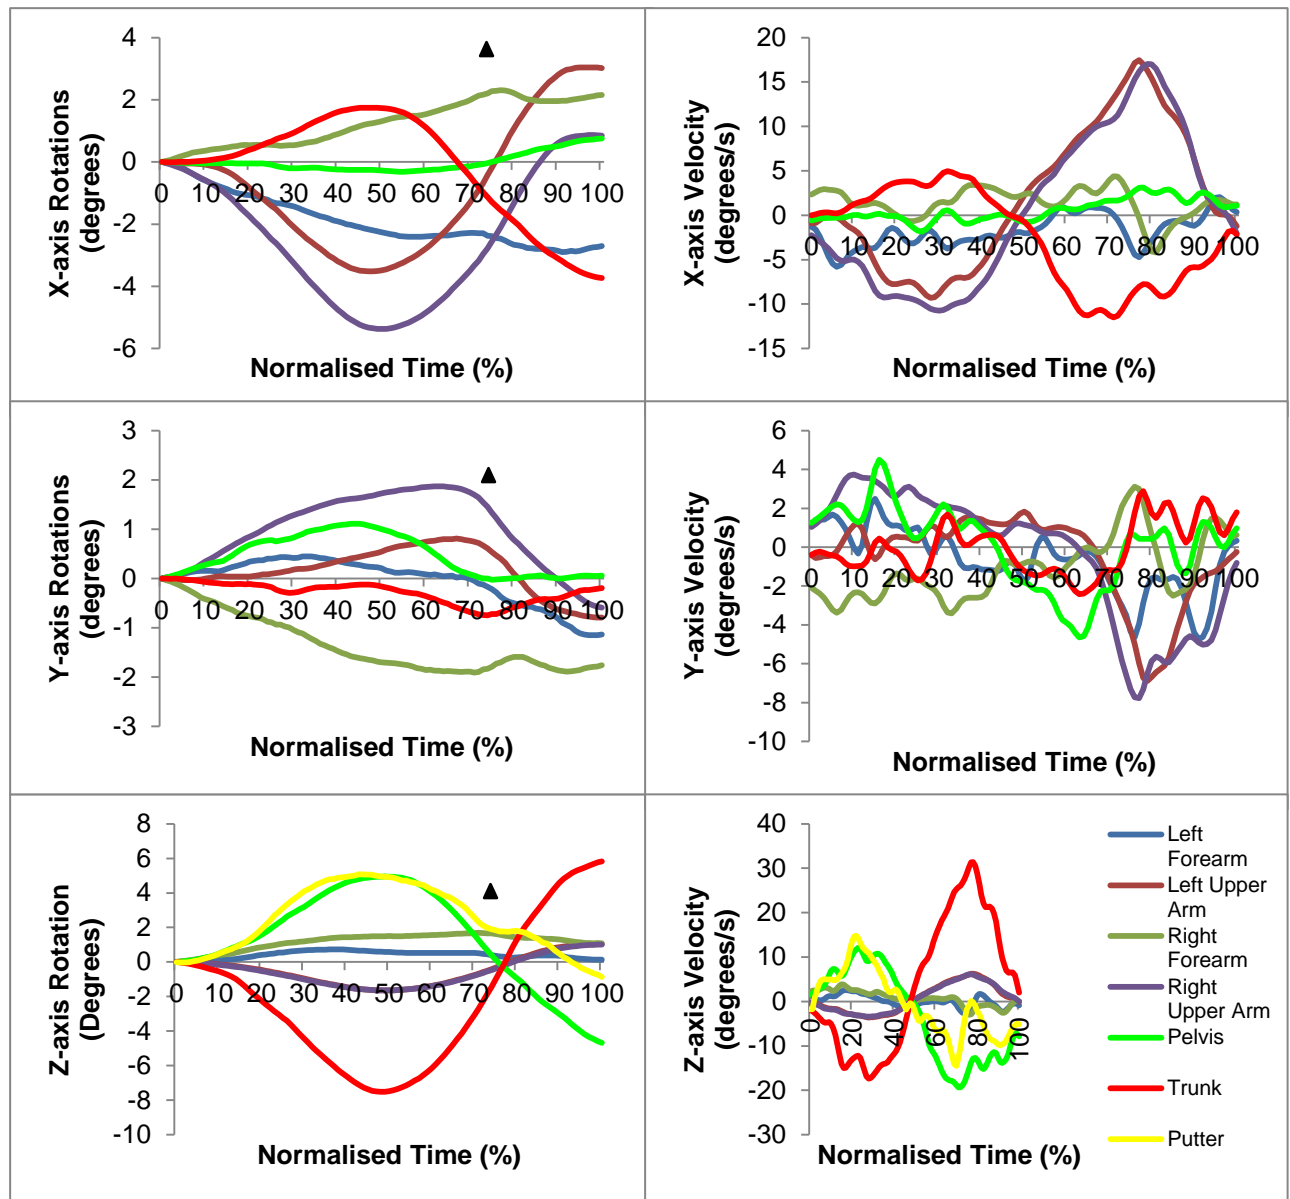 4
2
0
-2
-4
-6
0 10 20 30 40 50 60 70 80 90 100
X-axis Rotations
(degrees)
Normalised Time (%)
20
15
10
5
0
-5
-10
-15
0 10 20 30 40 50 60 70 80 90 100
X-axis Velocity
(degrees/s)
Normalised Time (%)
3
2
1
0
-1
-2
-3
0 10 20 30 40 50 60 70 80 90 100
Y-axis Rotations
(degrees)
Normalised Time (%)
6
4
2
0
-2
-4
-6
-8
-10
0 10 20 30 40 50 60 70 80 90 100
Y-axis Velocity
(degrees/s)
Normalised Time (%)
8
6
4
2
0
-2
-4
-6
-8
-10
0 10 20 30 40 50 60 70 80 90 100
Z-axis Rotation
(Degrees)
Normalised Time (%)
40
30
20
10
0
-10
-20
-30
0 20 40 60 80 100
Z-axis Velocity
(degrees/s)
Normalised Time (%)
Left
Forearm
Left Upper
Arm
Right
Forearm
Right
Upper Arm
Pelvis
Trunk
Putter